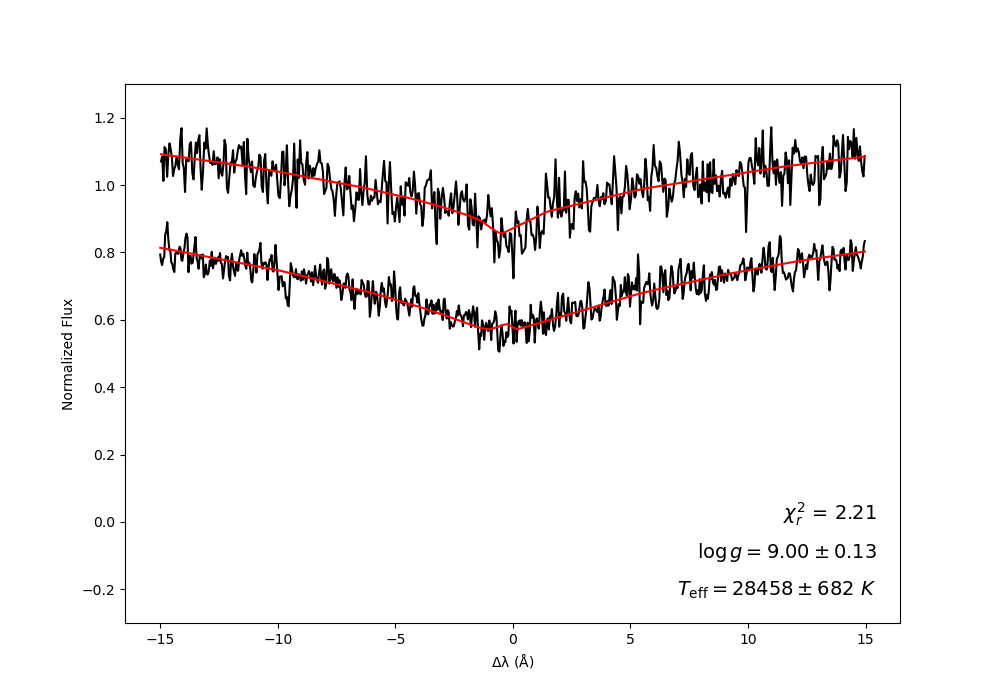 1.2
1.0
0.8
0.6
0.4
0.2
0.0
−0.2
Normalized Flux
χ²ᵣ = 2.21
log g = 9.00 ± 0.13
T_eff = 28458 ± 682 K
−15 −10 −5 0 5 10 15
Δλ (Å)